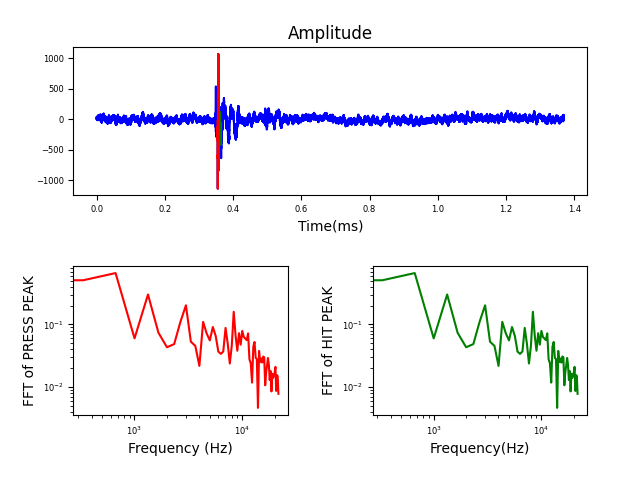 Amplitude
1000
500
0
−500
−1000
0.0 0.2 0.4 0.6 0.8 1.0 1.2 1.4
Time(ms)
FFT of PRESS PEAK
10⁻¹
10⁻²
10³ 10⁴
Frequency (Hz)
FFT of HIT PEAK
10⁻¹
10⁻²
10³ 10⁴
Frequency(Hz)